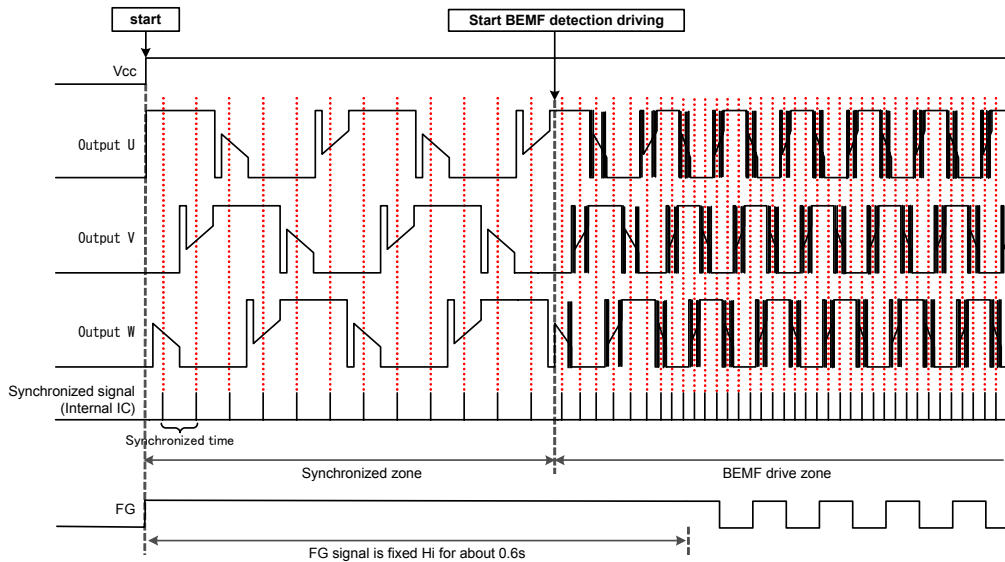 start
Start BEMF detection driving
Vcc
Output U
Output V
Output W
Synchronized signal
(Internal IC)
Synchronized time
Synchronized zone
BEMF drive zone
FG
FG signal is fixed Hi for about 0.6s